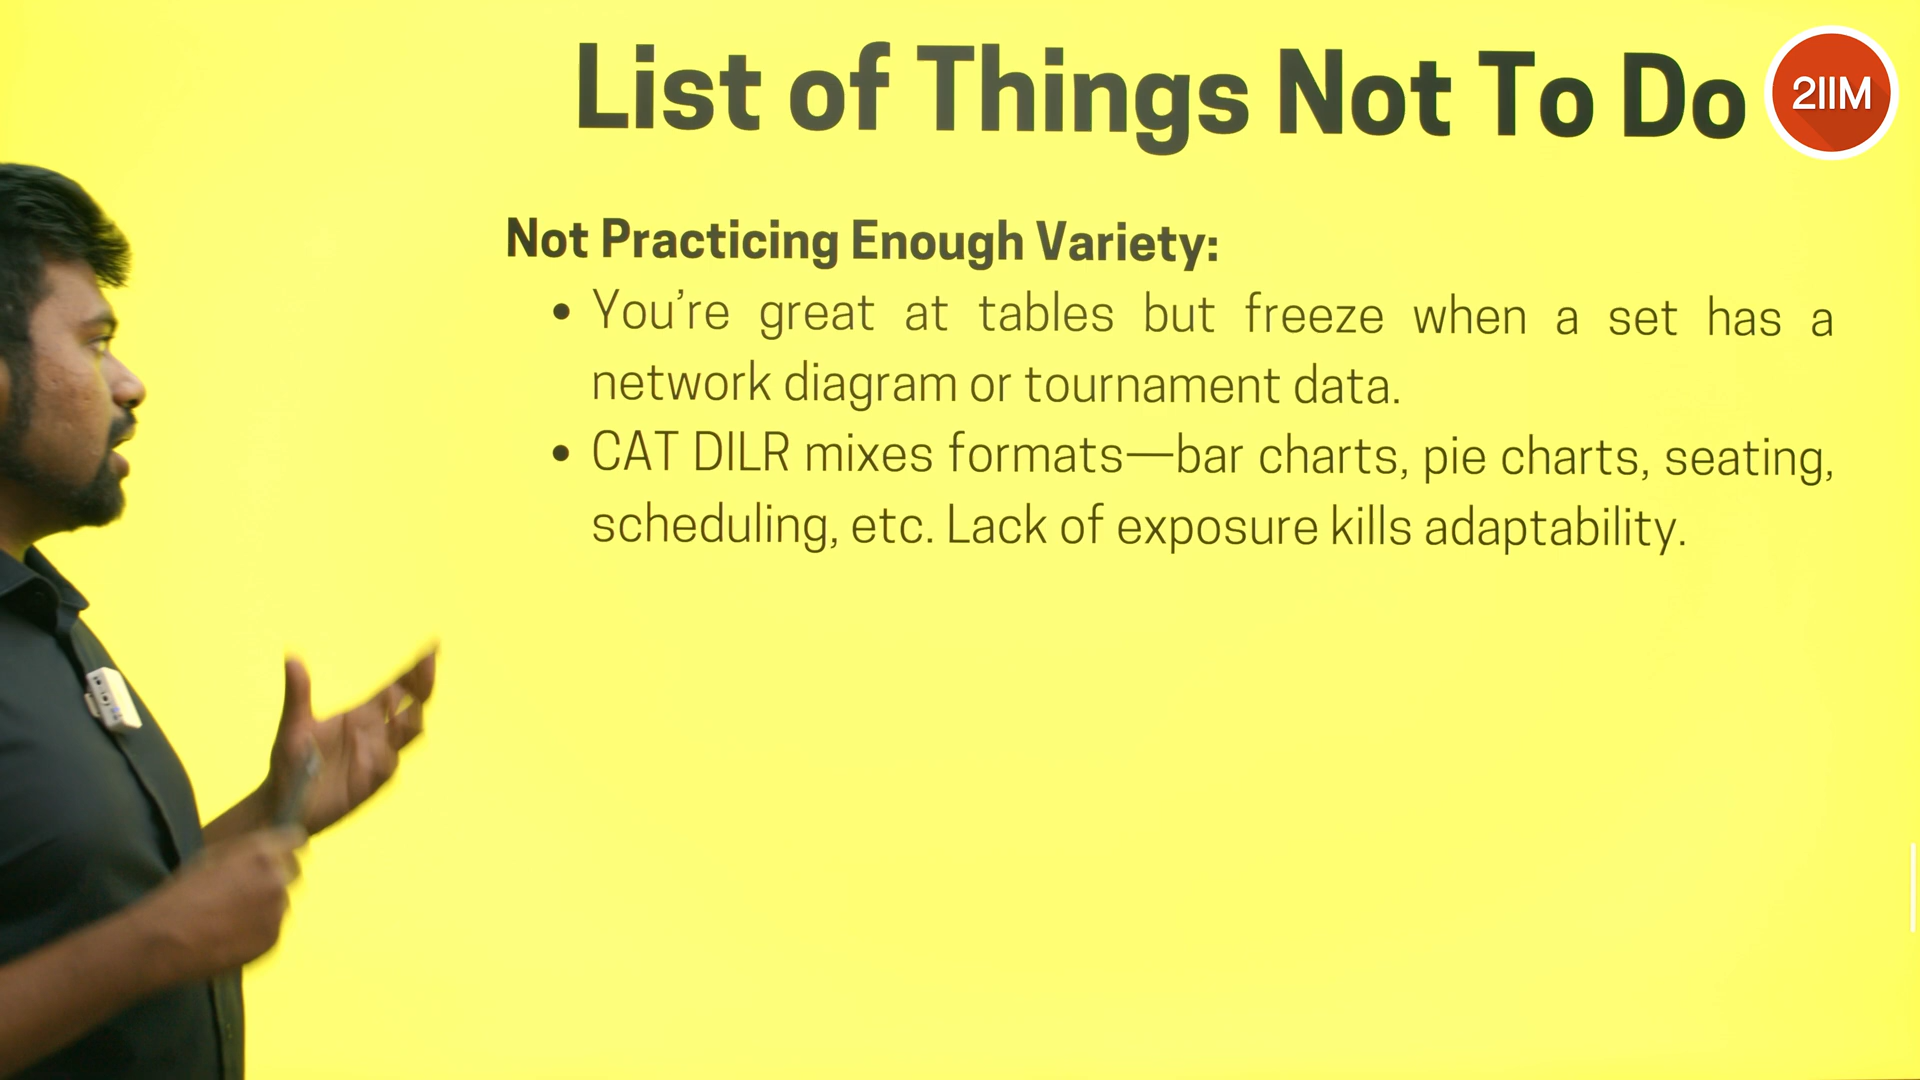 List of Things Not To Do
2IIM
Not Practicing Enough Variety:
• You’re great at tables but freeze when a set has a
network diagram or tournament data.
• CAT DILR mixes formats—bar charts, pie charts, seating,
scheduling, etc. Lack of exposure kills adaptability.